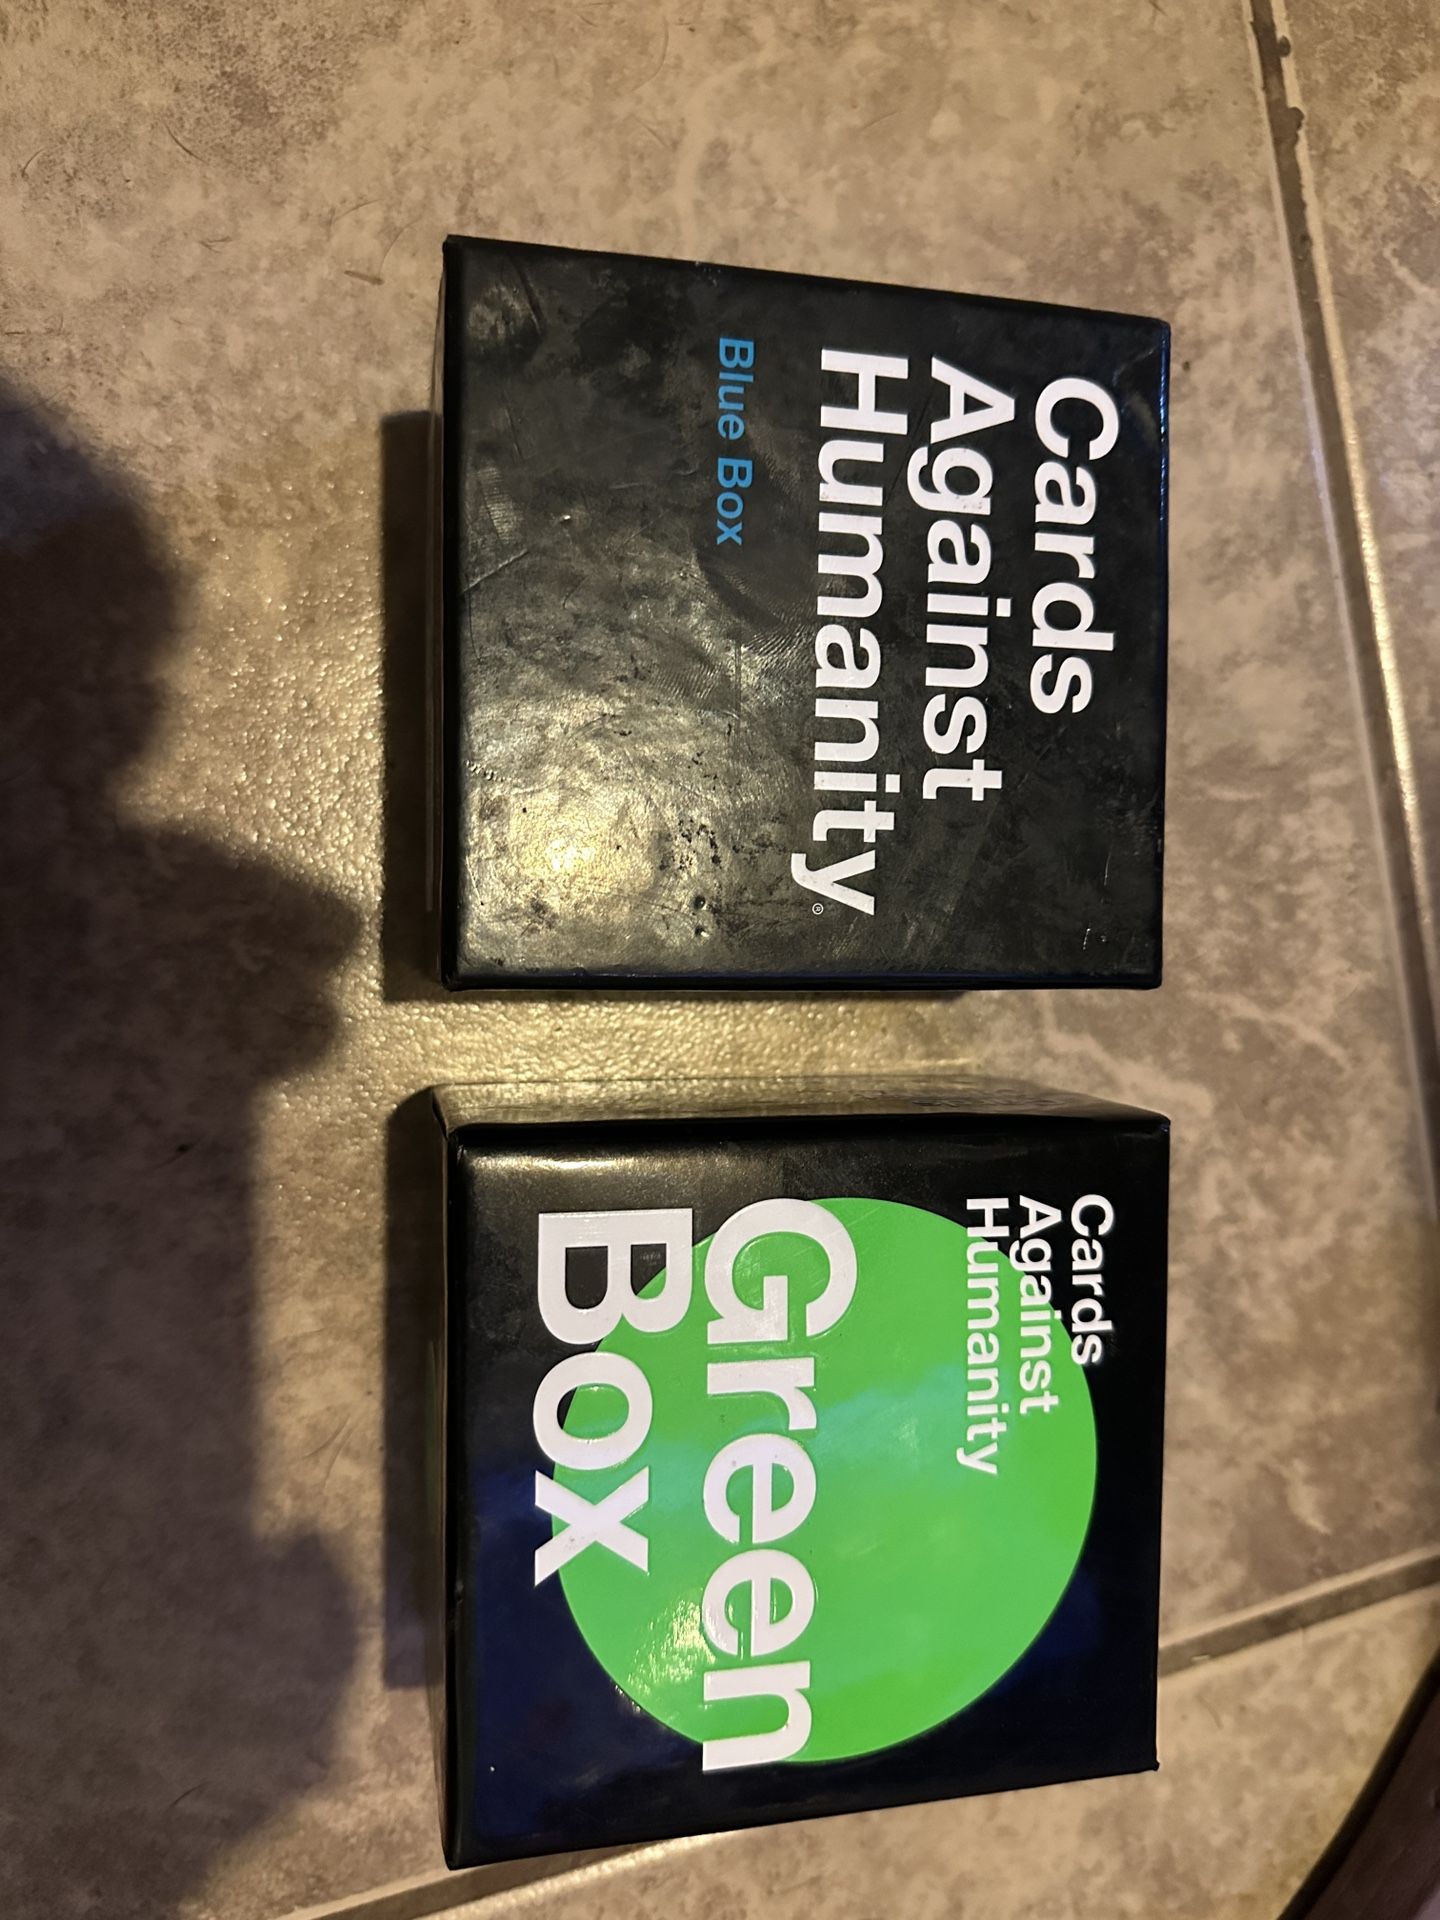 Cards
Against
Humanity®
Blue Box
Cards
Against
Humanity
Green
Box